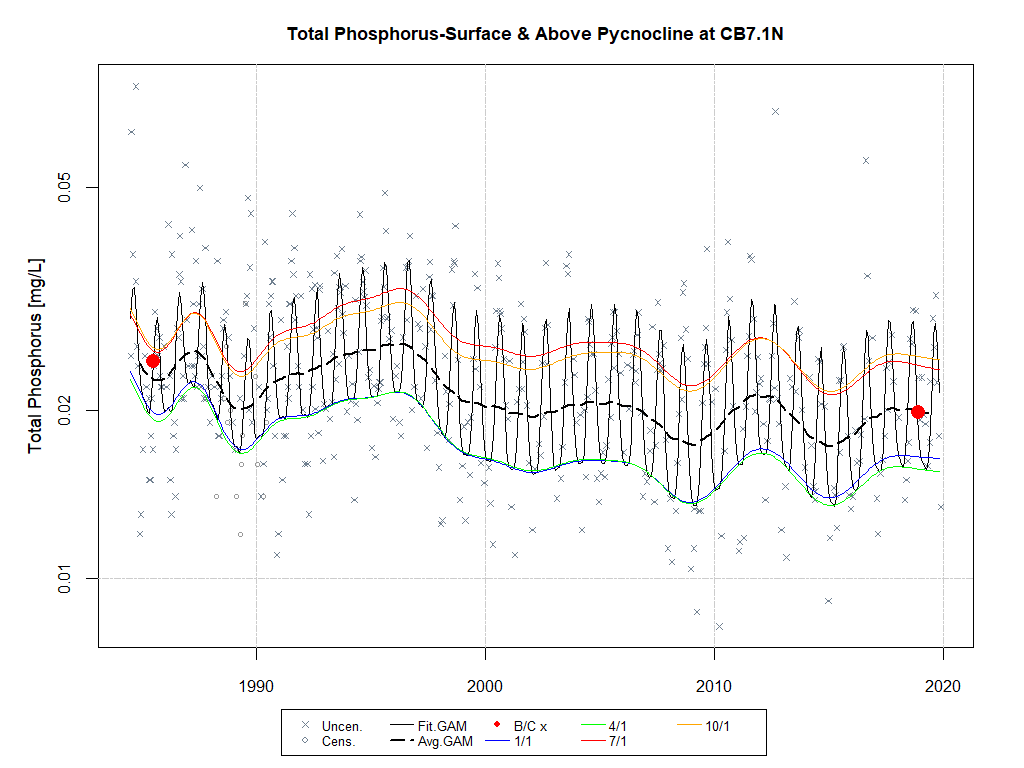 Total Phosphorus-Surface & Above Pycnocline at CB7.1N
Total Phosphorus [mg/L]
0.05
0.02
0.01
1990 2000 2010 2020
Uncen. Fit.GAM B/C x 4/1 10/1
Cens. Avg.GAM 1/1 7/1